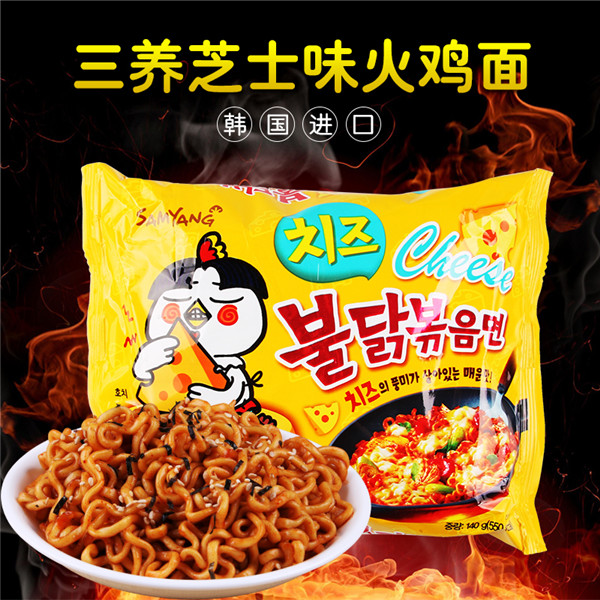 三养芝士味火鸡面
韩国进口
SAMYANG
치즈
Cheese
불닭볶음면
치즈의 풍미가 살아있는 매운맛!
중량: 140 g(550